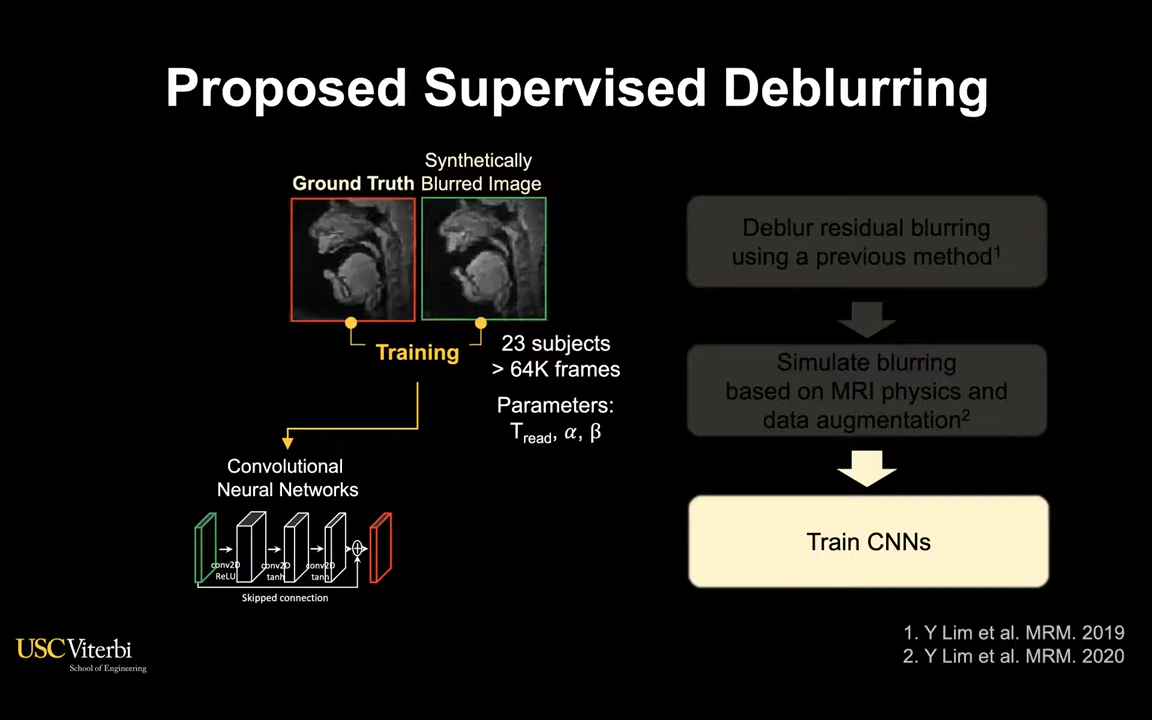 Proposed Supervised Deblurring
Synthetically
Ground Truth Blurred Image
Training
23 subjects
> 64K frames
Parameters:
Tread, α, β
Convolutional
Neural Networks
conv2D
ReLU
conv2D
tanh
conv2D
tanh
Skipped connection
Deblur residual blurring
using a previous method1
Simulate blurring
based on MRI physics and
data augmentation2
Train CNNs
1. Y Lim et al. MRM. 2019
2. Y Lim et al. MRM. 2020
USC Viterbi
School of Engineering